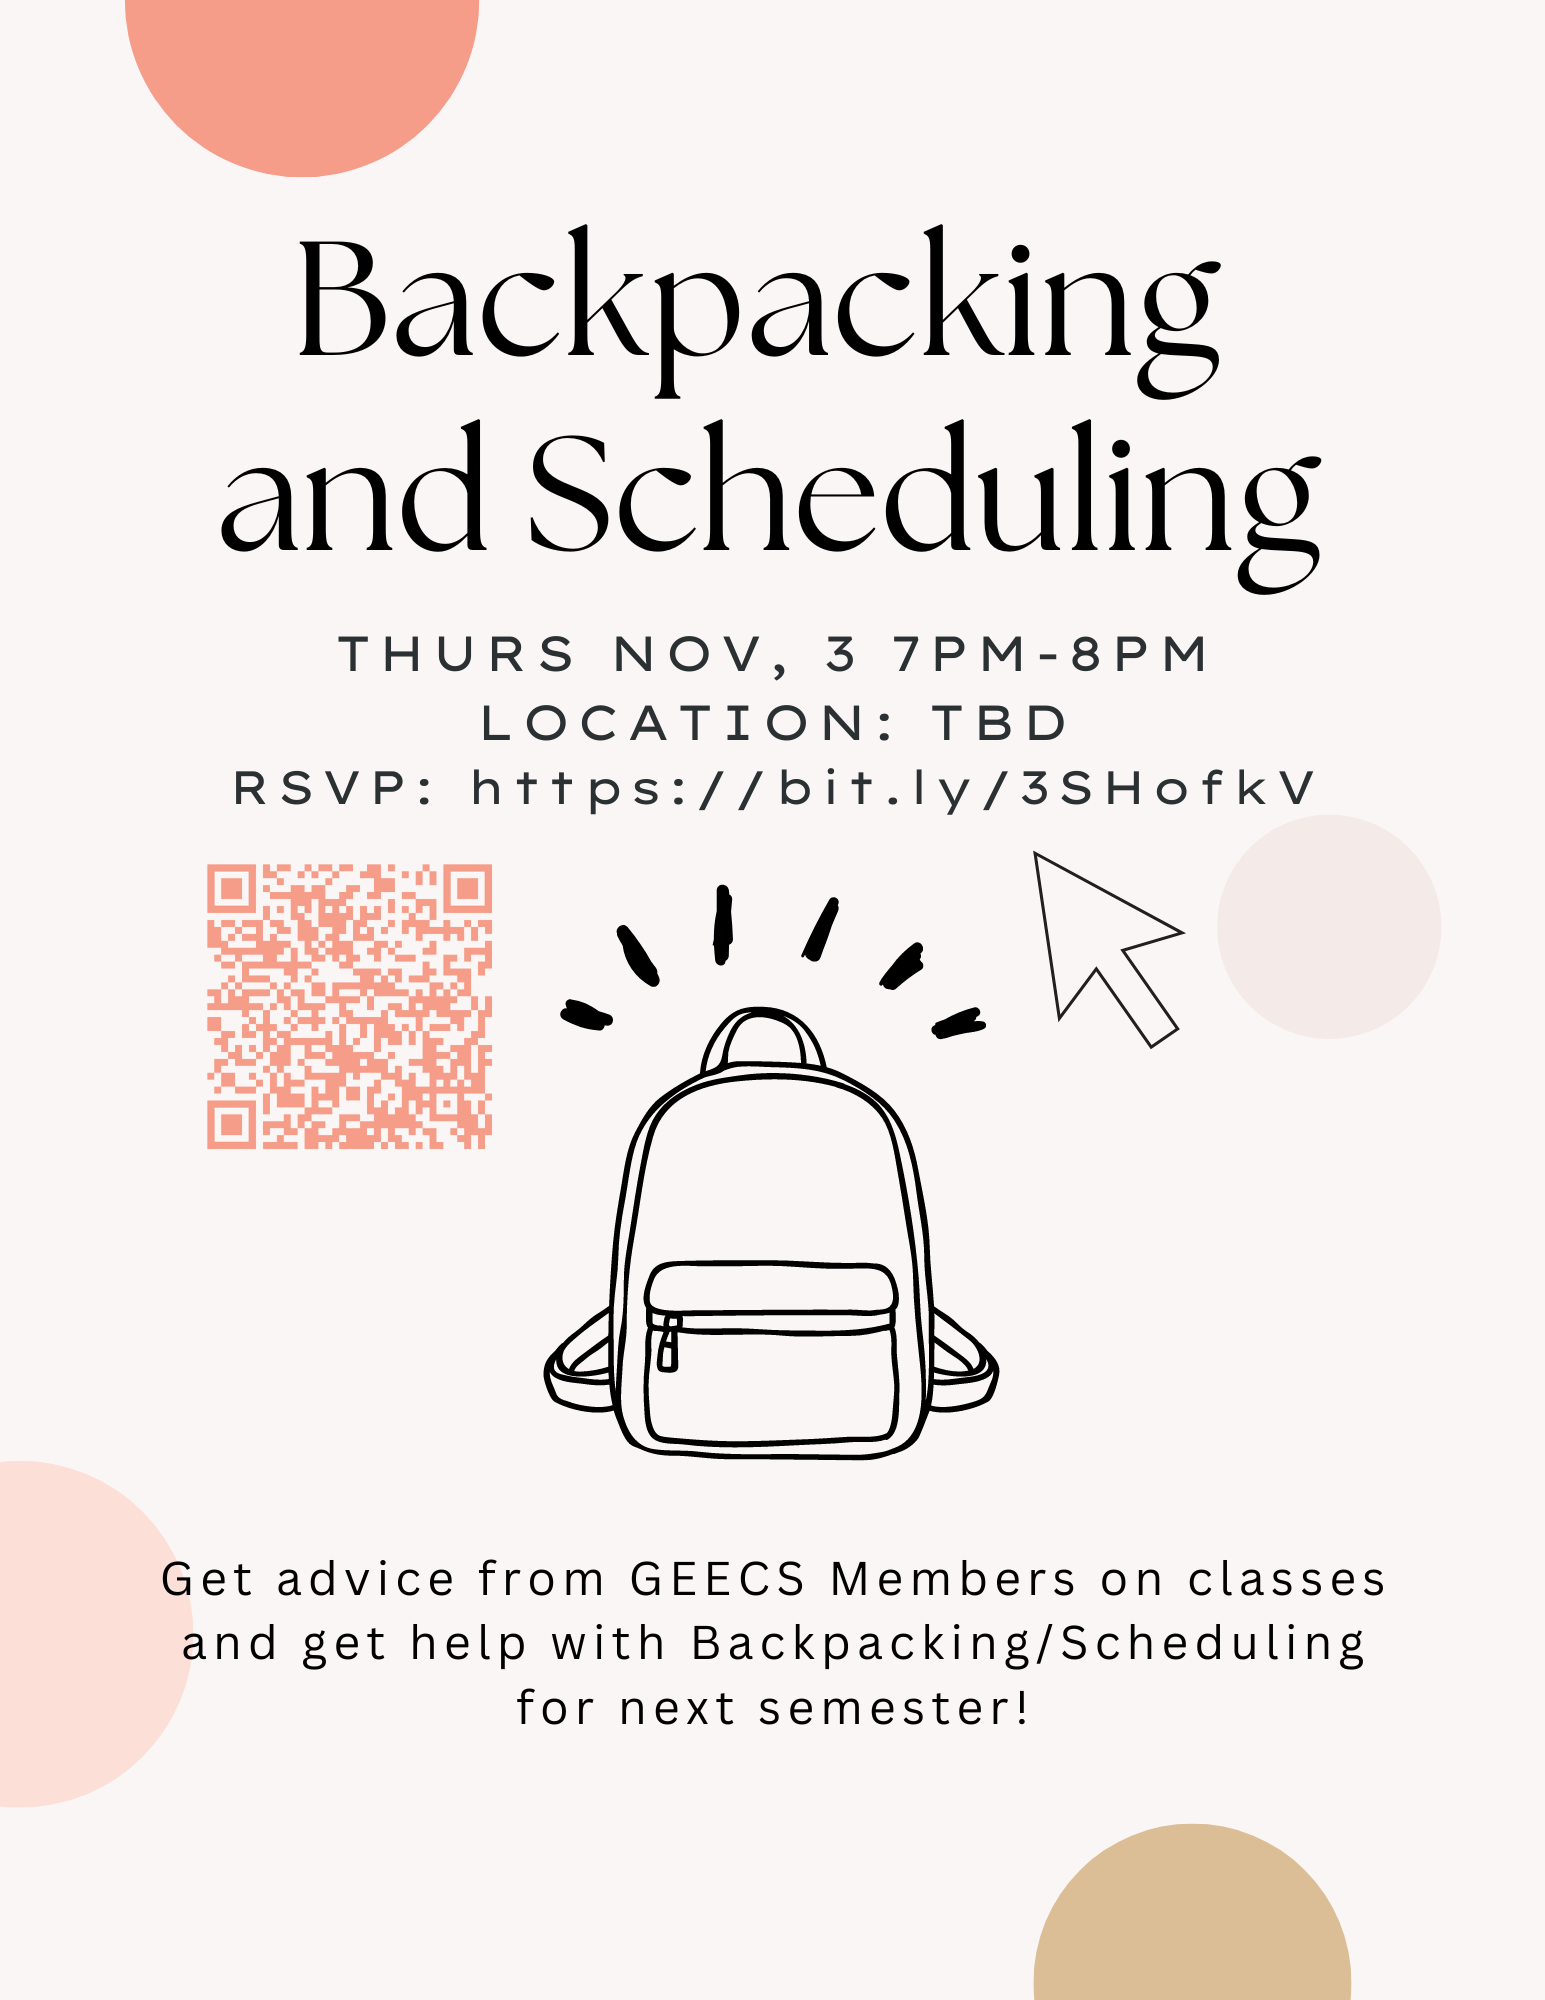 Backpacking
and Scheduling
THURS NOV, 3 7PM-8PM
LOCATION: TBD
RSVP: https://bit.ly/3SHofkV
Get advice from GEECS Members on classes
and get help with Backpacking/Scheduling
for next semester!